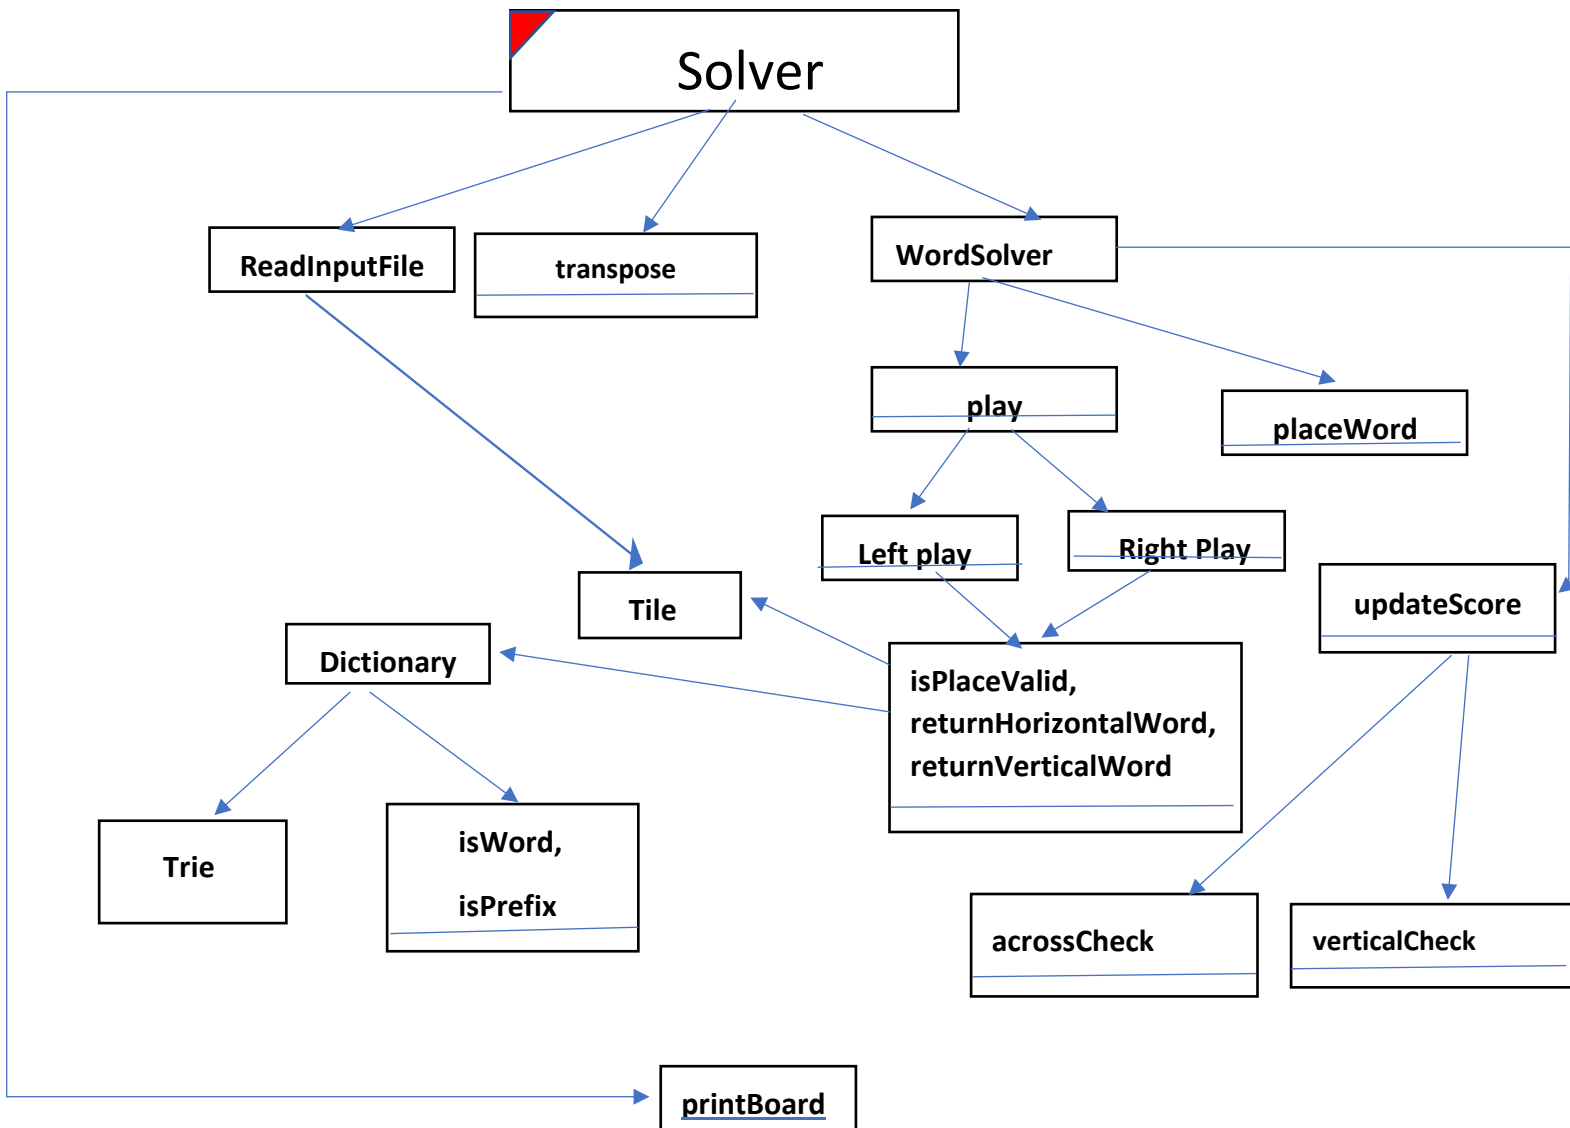 Solver
ReadInputFile
transpose
WordSolver
play
placeWord
Left play
Right Play
Tile
updateScore
Dictionary
isPlaceValid,
returnHorizontalWord,
returnVerticalWord
Trie
isWord,
isPrefix
acrossCheck
verticalCheck
printBoard